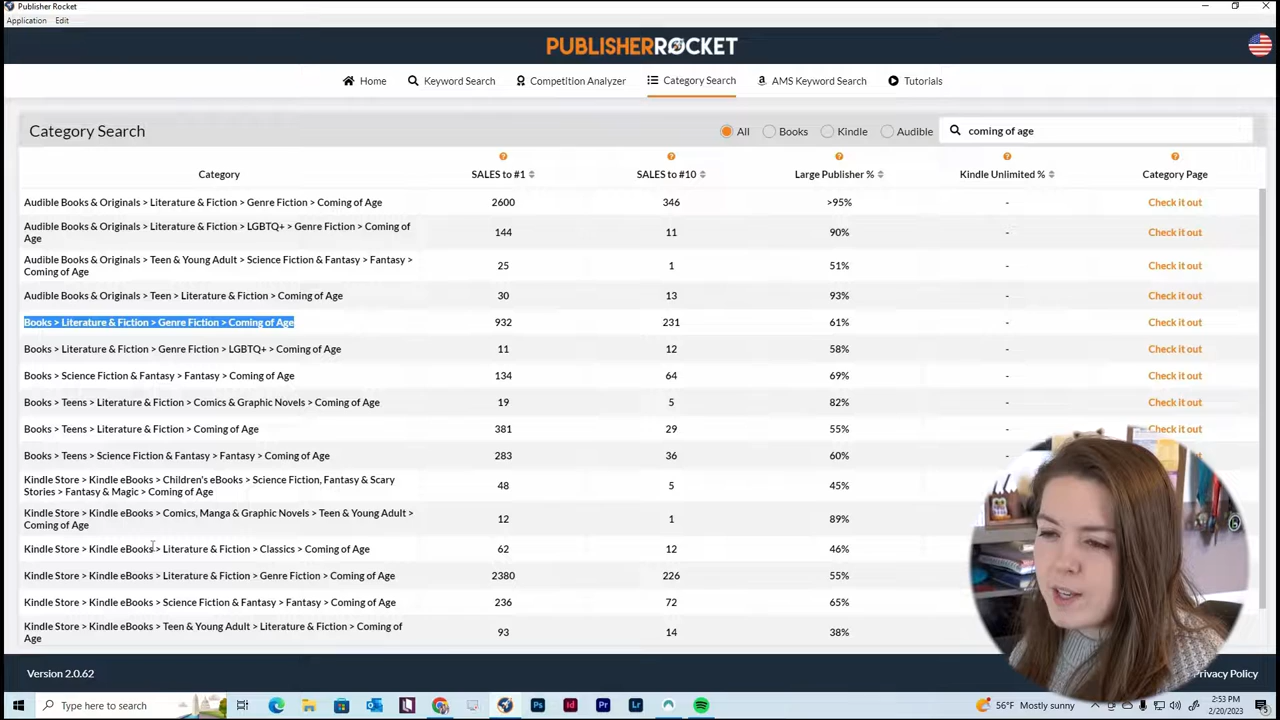 Publisher Rocket
Application Edit
PUBLISHERROCKET
Home Keyword Search Competition Analyzer Category Search AMS Keyword Search Tutorials
Category Search All Books Kindle Audible coming of age
Category SALES to #1 SALES to #10 Large Publisher % Kindle Unlimited % Category Page
Audible Books & Originals > Literature & Fiction > Genre Fiction > Coming of Age 2600 346 >95% - Check it out
Audible Books & Originals > Literature & Fiction > LGBTQ+ > Genre Fiction > Coming of
Age 144 11 90% - Check it out
Audible Books & Originals > Teen & Young Adult > Science Fiction & Fantasy > Fantasy >
Coming of Age 25 1 51% - Check it out
Audible Books & Originals > Teen > Literature & Fiction > Coming of Age 30 13 93% - Check it out
Books > Literature & Fiction > Genre Fiction > Coming of Age 932 231 61% - Check it out
Books > Literature & Fiction > Genre Fiction > LGBTQ+ > Coming of Age 11 12 58% - Check it out
Books > Science Fiction & Fantasy > Fantasy > Coming of Age 134 64 69% - Check it out
Books > Teens > Literature & Fiction > Comics & Graphic Novels > Coming of Age 19 5 82% - Check it out
Books > Teens > Literature & Fiction > Coming of Age 381 29 55% - Check it out
Books > Teens > Science Fiction & Fantasy > Fantasy > Coming of Age 283 36 60% -
Kindle Store > Kindle eBooks > Children's eBooks > Science Fiction, Fantasy & Scary
Stories > Fantasy & Magic > Coming of Age 48 5 45%
Kindle Store > Kindle eBooks > Comics, Manga & Graphic Novels > Teen & Young Adult >
Coming of Age 12 1 89%
Kindle Store > Kindle eBooks > Literature & Fiction > Classics > Coming of Age 62 12 46%
Kindle Store > Kindle eBooks > Literature & Fiction > Genre Fiction > Coming of Age 2380 226 55%
Kindle Store > Kindle eBooks > Science Fiction & Fantasy > Fantasy > Coming of Age 236 72 65%
Kindle Store > Kindle eBooks > Teen & Young Adult > Literature & Fiction > Coming of
Age 93 14 38%
Version 2.0.62 Privacy Policy
Type here to search 56°F Mostly sunny 2:53 PM
2/20/2023